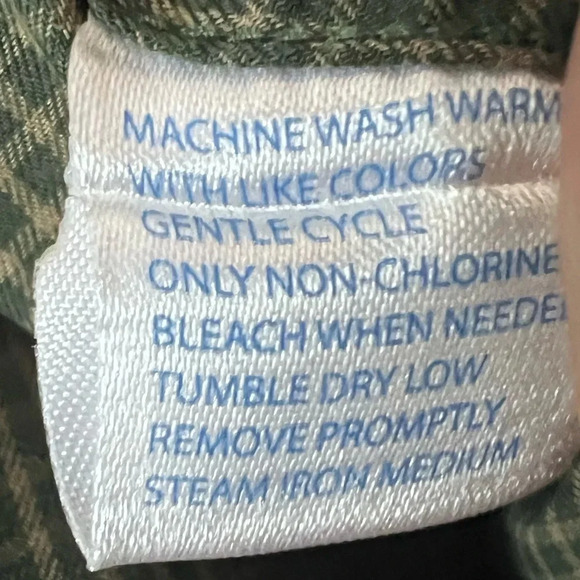 MACHINE WASH WARM
WITH LIKE COLORS
GENTLE CYCLE
ONLY NON-CHLORINE
BLEACH WHEN NEEDED
TUMBLE DRY LOW
REMOVE PROMPTLY
STEAM IRON MEDIUM